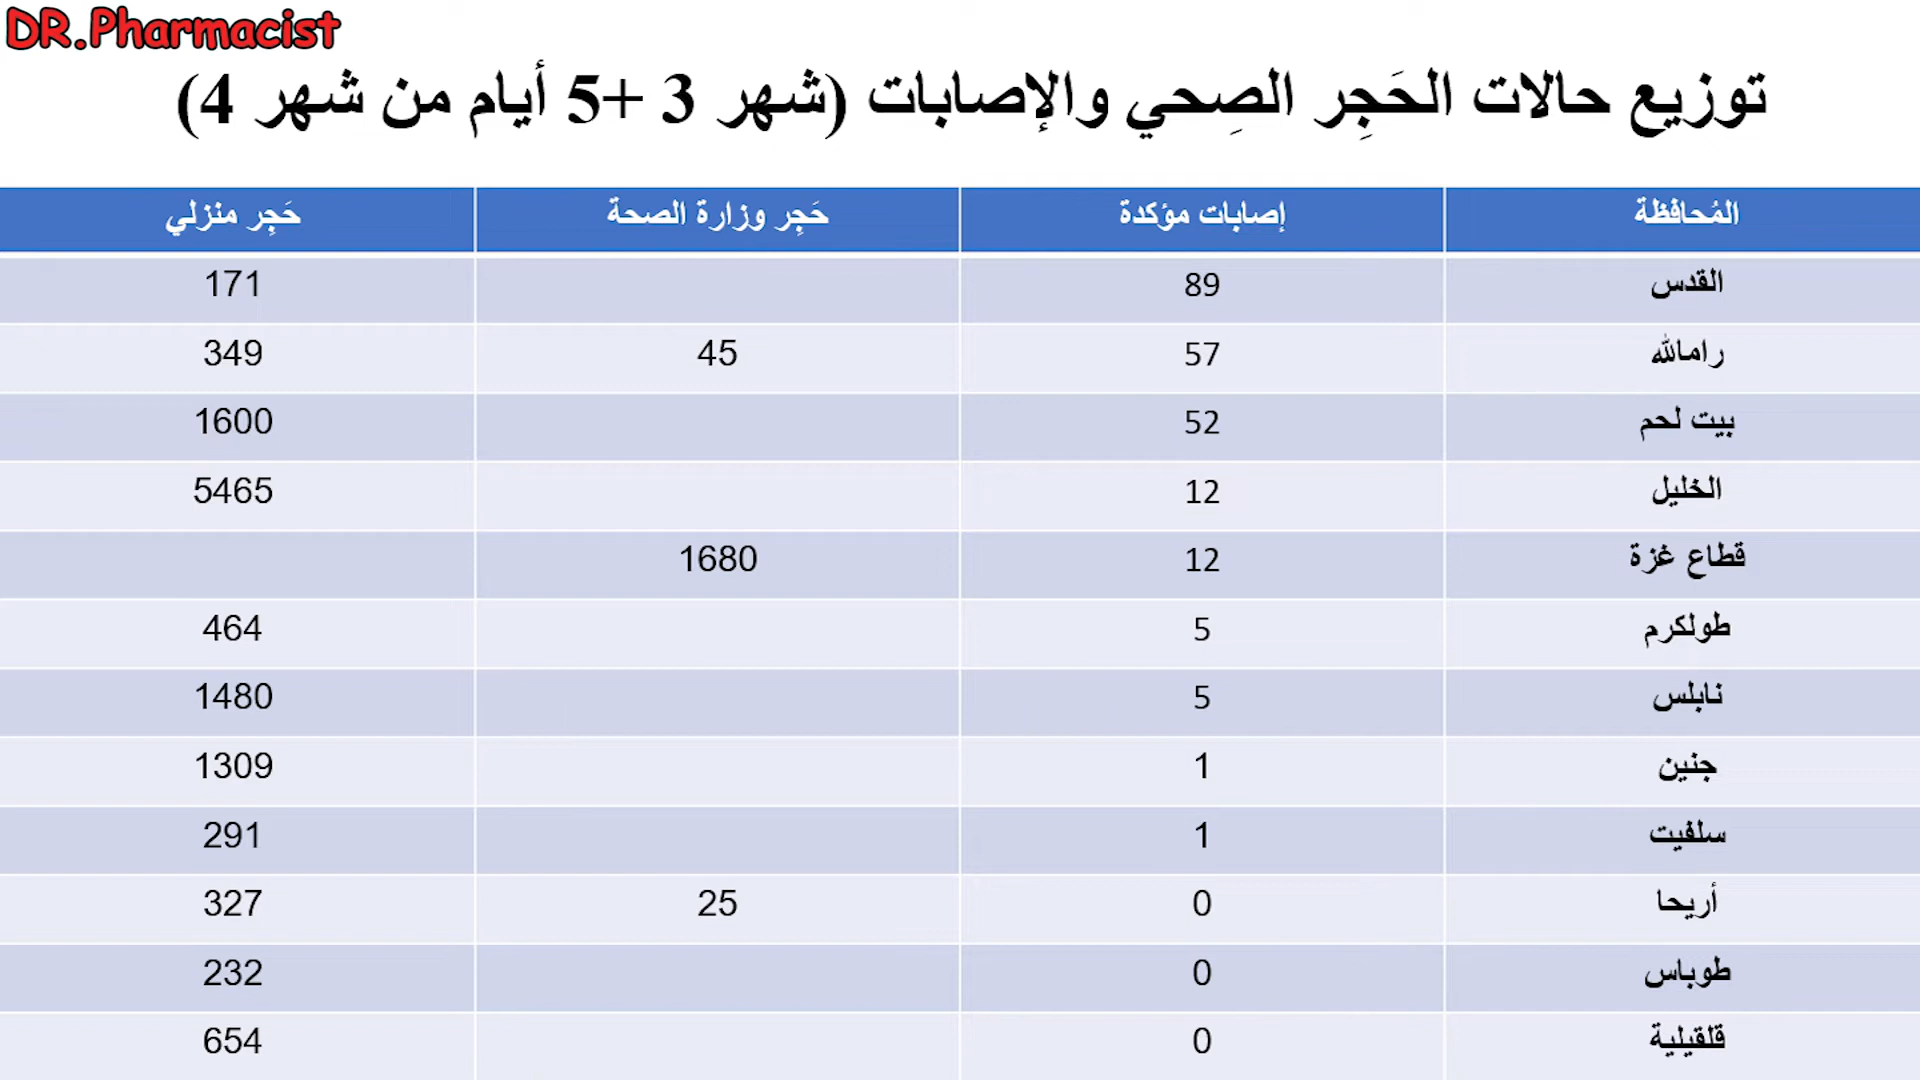 DR.Pharmacist
توزيع حالات الحَجِر الصِحي والإصابات (شهر 3 +5 أيام من شهر 4)
المُحافظة إصابات مؤكدة حَجِر وزارة الصحة حَجِر منزلي
القدس 89 171
رامالله 57 45 349
بيت لحم 52 1600
الخليل 12 5465
قطاع غزة 12 1680
طولكرم 5 464
نابلس 5 1480
جنين 1 1309
سلفيت 1 291
أريحا 0 25 327
طوباس 0 232
قلقيلية 0 654